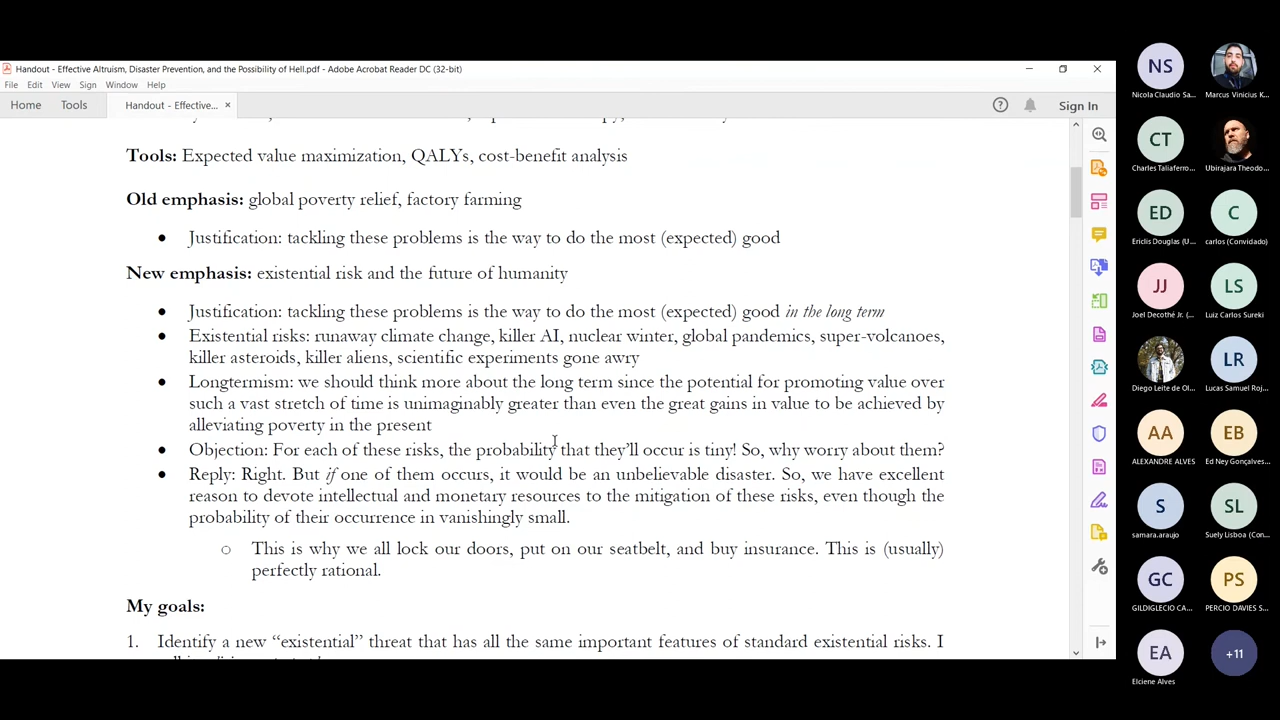 Handout - Effective Altruism, Disaster Prevention, and the Possibility of Hell.pdf - Adobe Acrobat Reader DC (32-bit)
File Edit View Sign Window Help
Home Tools Handout - Effective... × Sign In
Tools: Expected value maximization, QALYs, cost-benefit analysis
Old emphasis: global poverty relief, factory farming
• Justification: tackling these problems is the way to do the most (expected) good
New emphasis: existential risk and the future of humanity
• Justification: tackling these problems is the way to do the most (expected) good in the long term
• Existential risks: runaway climate change, killer AI, nuclear winter, global pandemics, super-volcanoes,
killer asteroids, killer aliens, scientific experiments gone awry
• Longtermism: we should think more about the long term since the potential for promoting value over
such a vast stretch of time is unimaginably greater than even the great gains in value to be achieved by
alleviating poverty in the present
• Objection: For each of these risks, the probability that they'll occur is tiny! So, why worry about them?
• Reply: Right. But if one of them occurs, it would be an unbelievable disaster. So, we have excellent
reason to devote intellectual and monetary resources to the mitigation of these risks, even though the
probability of their occurrence in vanishingly small.
○ This is why we all lock our doors, put on our seatbelt, and buy insurance. This is (usually)
perfectly rational.
My goals:
1. Identify a new "existential" threat that has all the same important features of standard existential risks. I
NS
Nicola Claudio Sa...
Marcus Vinicius K...
CT
Charles Taliaferro...
Ubirajara Theodo...
ED
Ericlis Douglas (U...
C
carlos (Convidado)
JJ
Joel Decothé Jr. (...
LS
Luiz Carlos Sureki
Diego Leite de Ol...
LR
Lucas Samuel Roj...
AA
ALEXANDRE ALVES
EB
Ed Ney Gonçalves...
S
samara.araujo
SL
Suely Lisboa (Con...
GC
GILDIGLECIO CA...
PS
PERCIO DAVIES S...
EA
Elciene Alves
+11